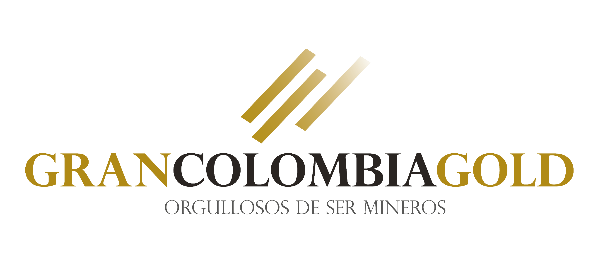 GRANCOLOMBIAGOLD
ORGULLOSOS DE SER MINEROS